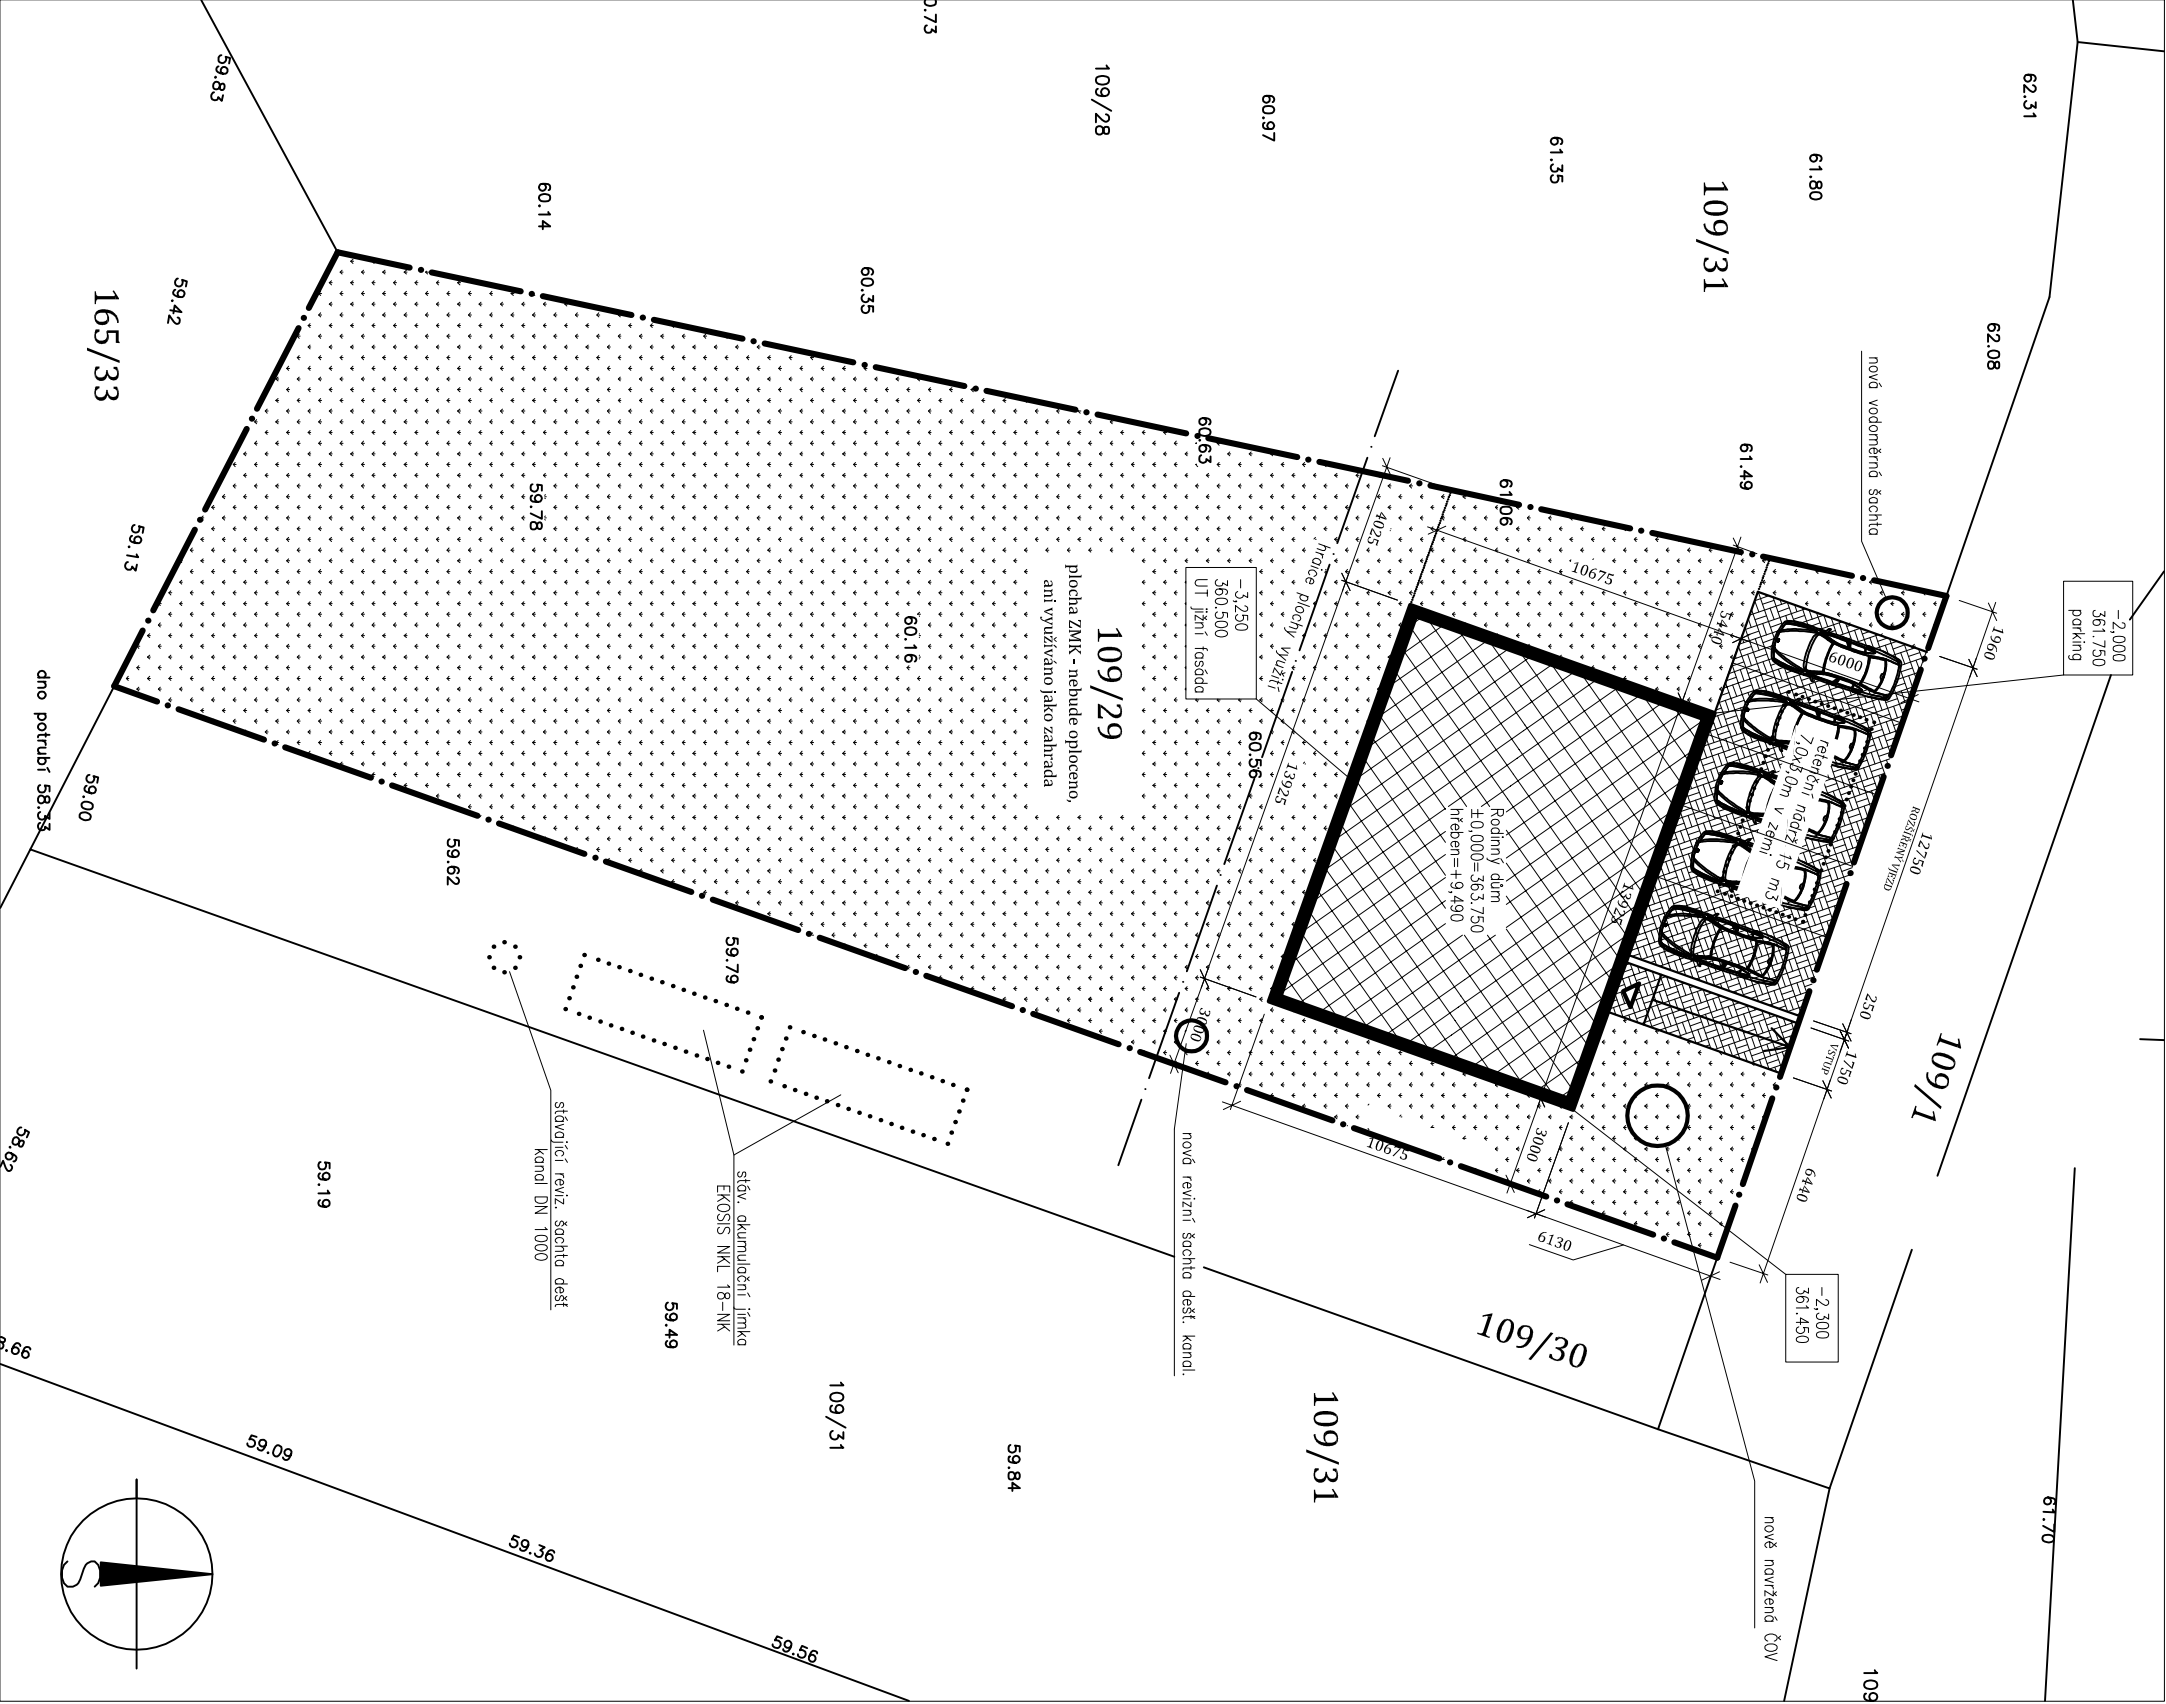 60.73
59.83
109/28
60.97
62.31
61.35
61.80
109/31
60.14
60.35
62.08
59.42
165/33
nová vodoměrná šachta
61.49
60.63
61.06
59.78
59.13
4025
10675
5440
1960
hraice plochy využití
-3,250
360.500
UT jižní fasáda
-2,000
361.750
parking
6000
109/29
plocha ZMK - nebude oploceno,
ani využíváno jako zahrada
60.16
60.56
13925
retenční nádrž 15 m3
7,0x3,0m v zemi
Rodinný dům
±0,000=363.750
hřeben=+9,490
13925
12750
ROZŠÍŘENÝ VJEZD
250
1750
VSTUP
109/1
dno potrubí 58.33
59.00
59.62
59.79
3000
3000
10675
6130
6440
-2,300
361.450
stávající reviz. šachta dešť
kanal DN 1000
stáv. akumulační jímka
EKOSIS NKL 18-NK
nová revizní šachta dešť. kanal.
nově navržená ČOV
58.62
59.19
59.49
109/30
109/31
109/31
59.84
61.70
59.09
59.36
59.56
109
S